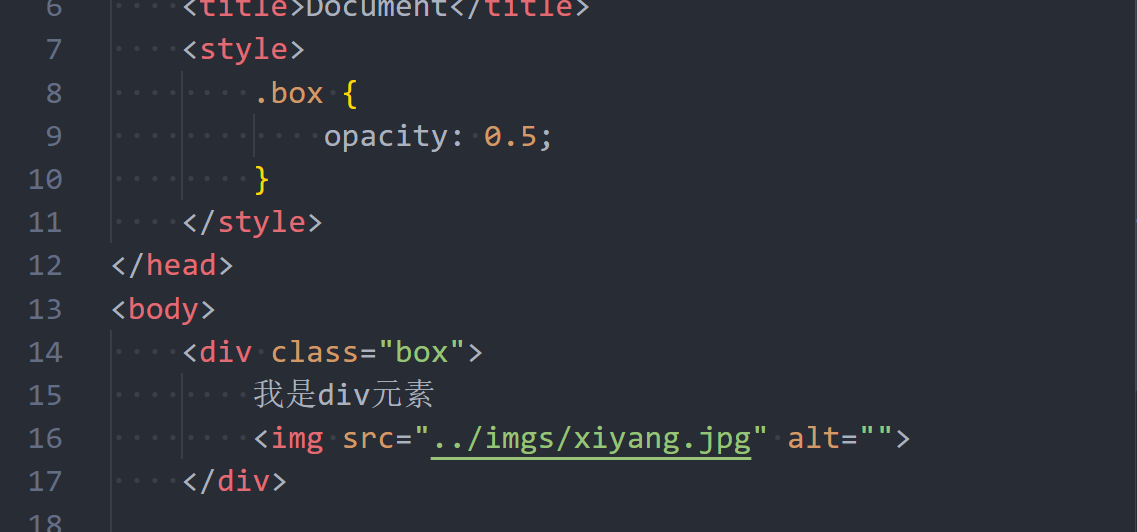 6 <title>Document</title>
7 <style>
8 .box {
9 opacity: 0.5;
10 }
11 </style>
12 </head>
13 <body>
14 <div class="box">
15 我是div元素
16 <img src="../imgs/xiyang.jpg" alt="">
17 </div>
18